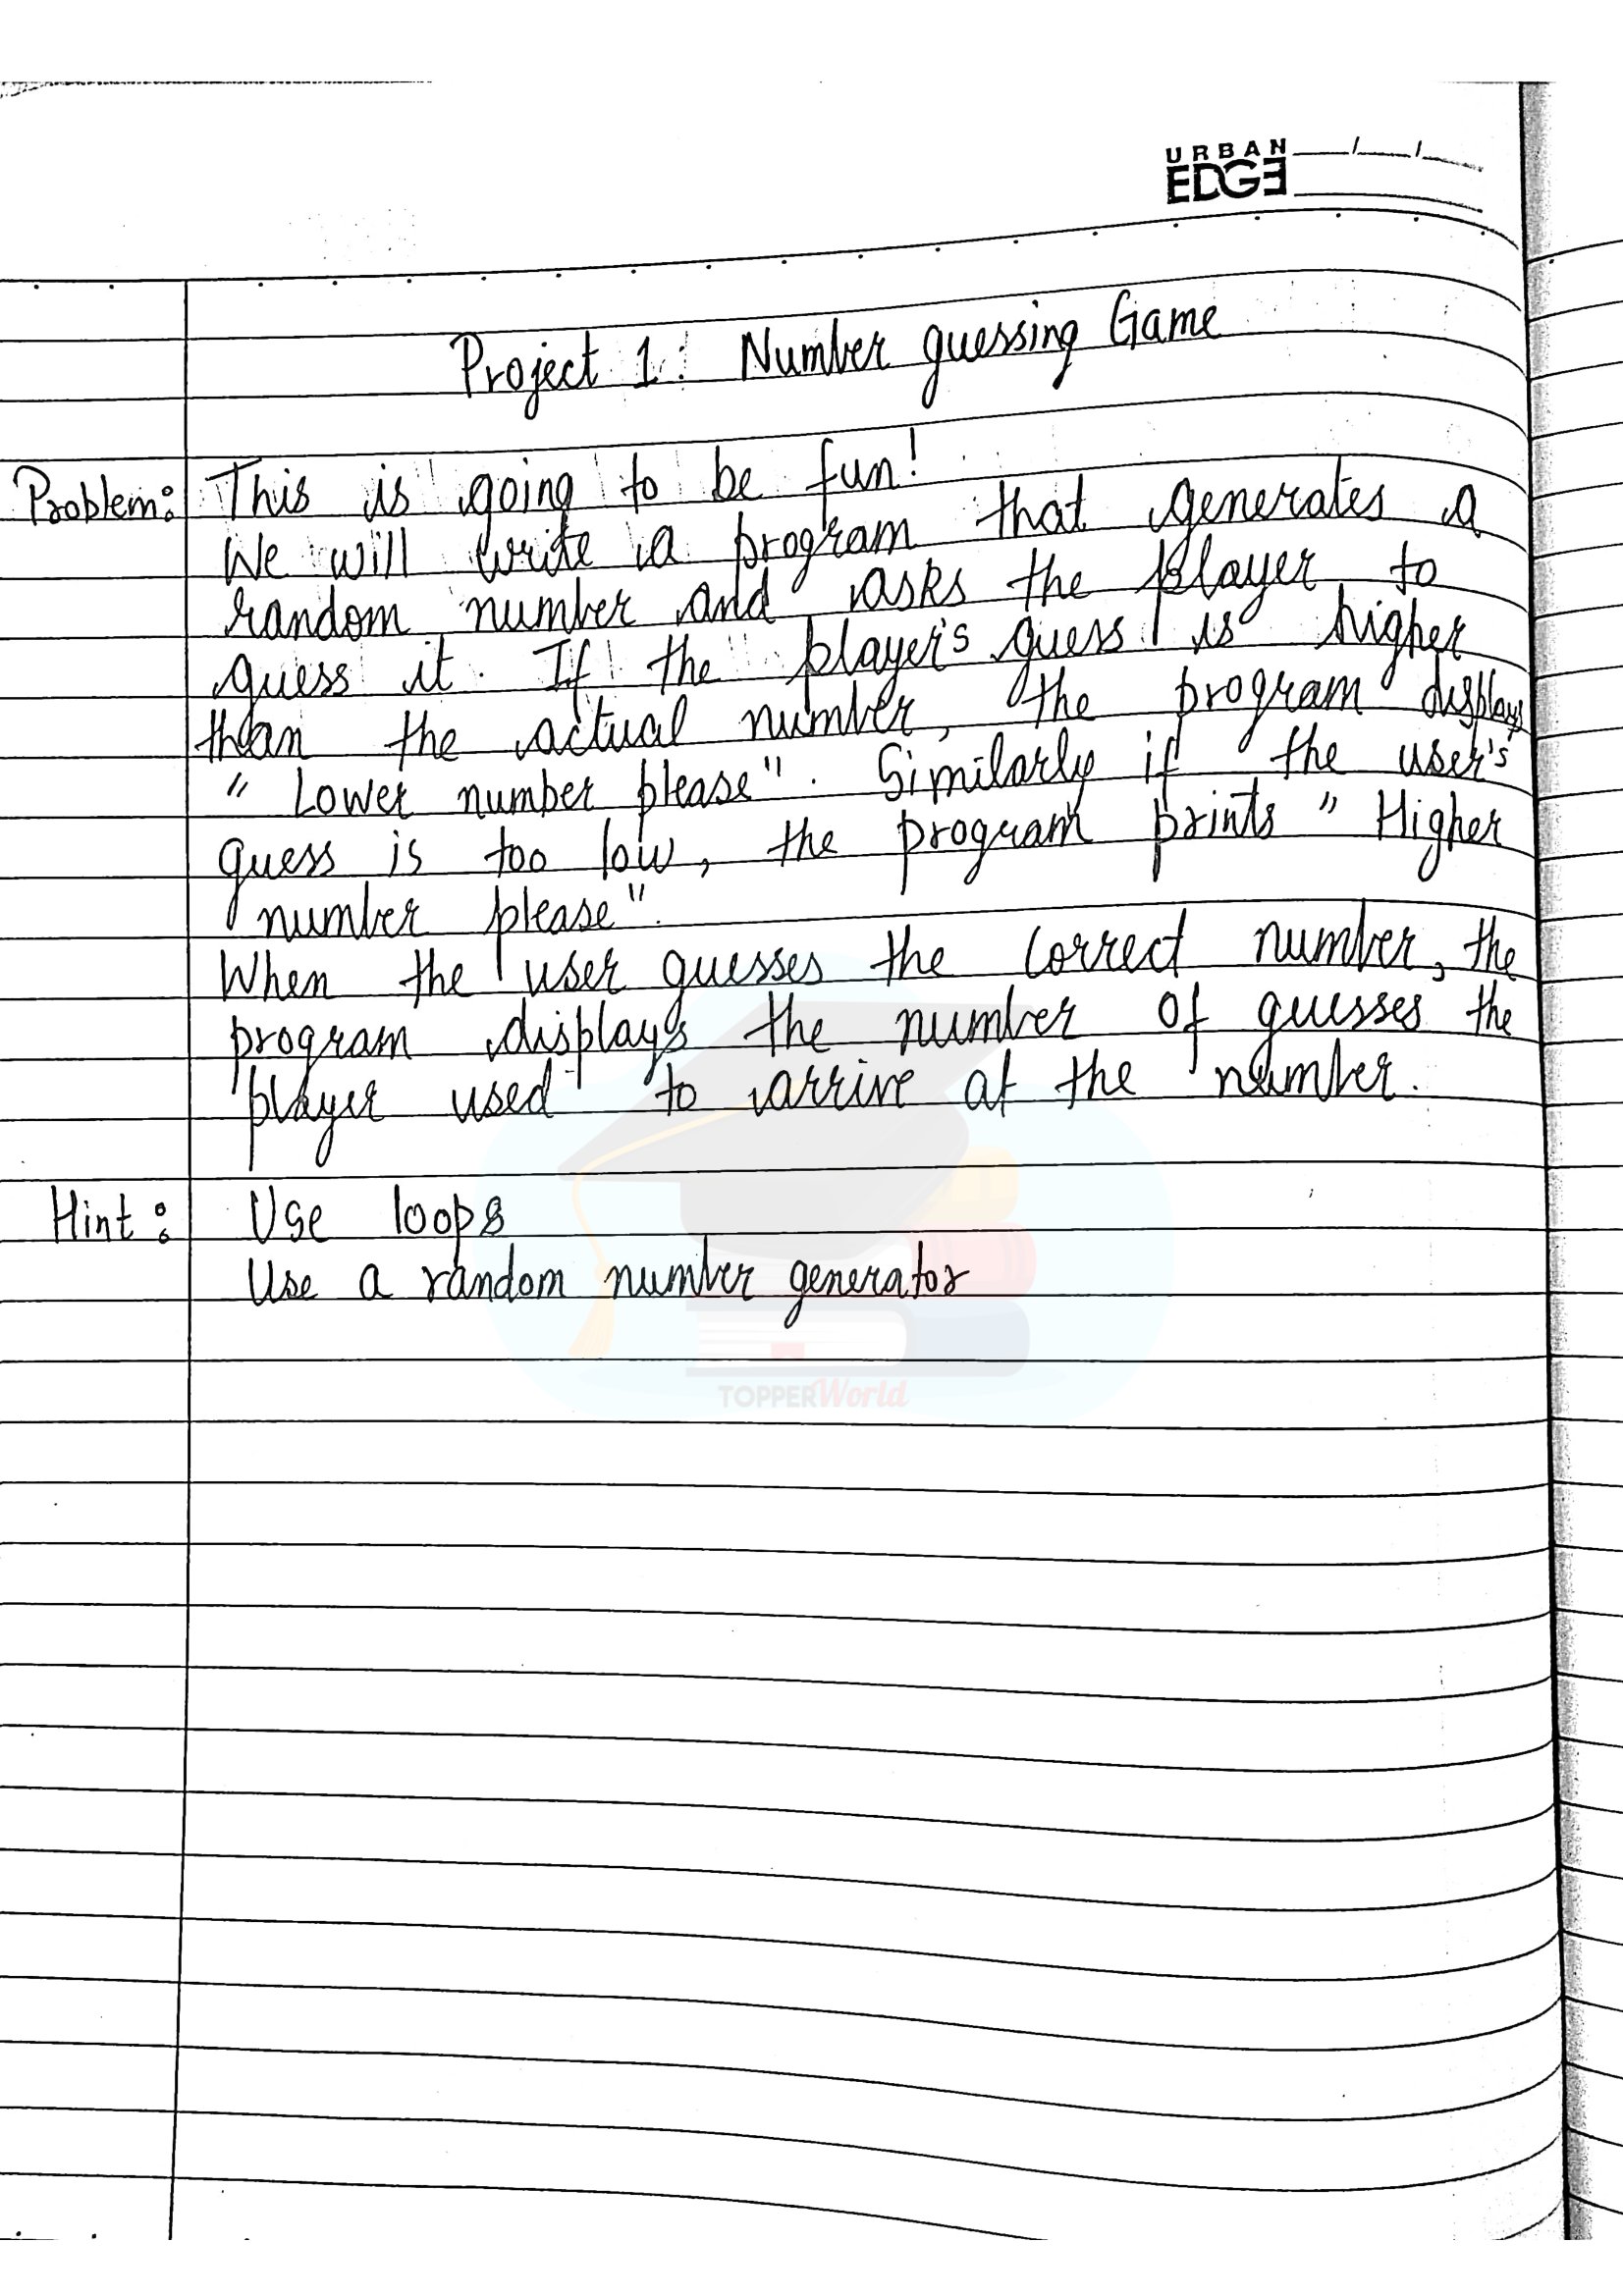 URBAN
EDGE
Project 1: Number guessing Game
Problem: This is going to be fun!
We will write a program that generates a
random number and asks the player to
guess it. If the player's guess is higher
than the actual number, the program displays
"Lower number please". Similarly if the user's
guess is too low, the program prints "Higher
number please".
When the user guesses the correct number, the
program displays the number of guesses the
player used to arrive at the number.
Hint: Use loops
Use a random number generator
TOPPERWorld